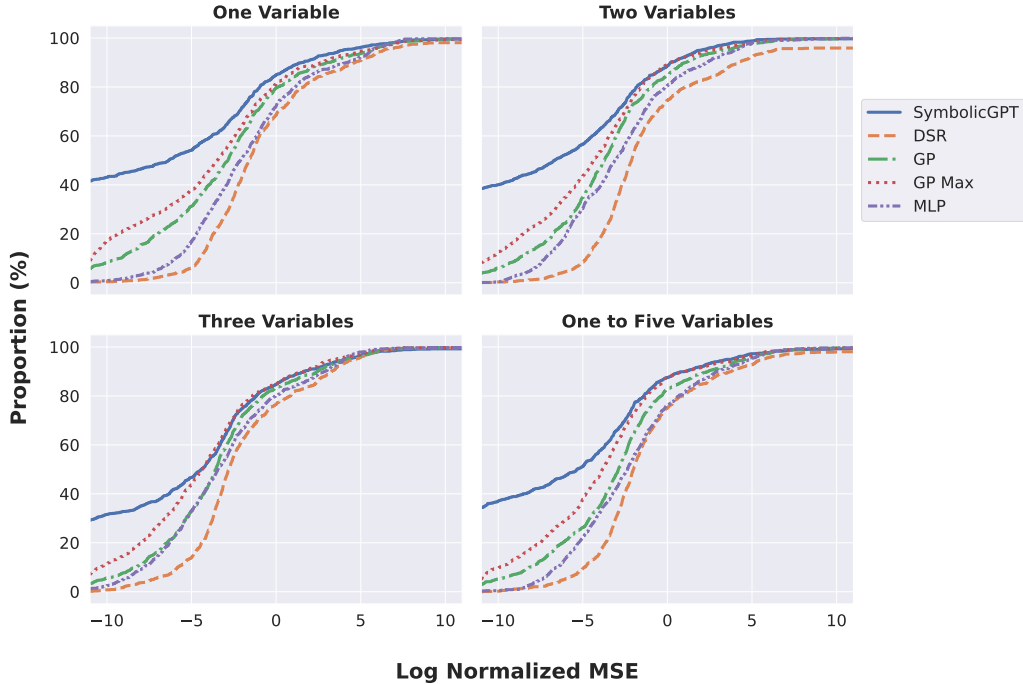 One Variable
Two Variables
100
80
60
40
20
0
SymbolicGPT
DSR
GP
GP Max
MLP
Proportion (%)
Three Variables
One to Five Variables
100
80
60
40
20
0
−10 −5 0 5 10
−10 −5 0 5 10
Log Normalized MSE